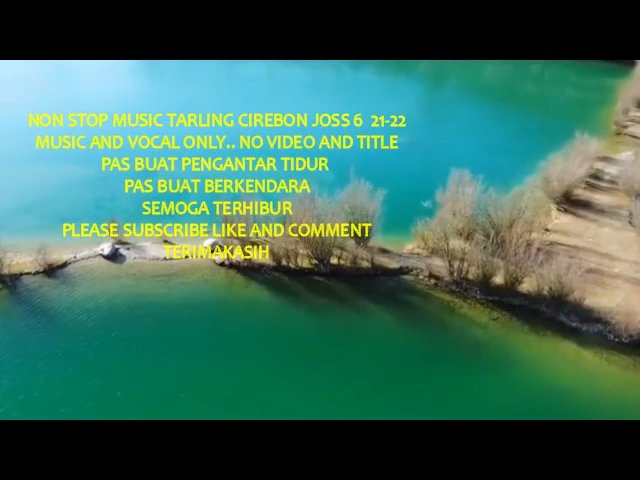 NON STOP MUSIC TARLING CIREBON JOSS 6 21-22
MUSIC AND VOCAL ONLY.. NO VIDEO AND TITLE
PAS BUAT PENGANTAR TIDUR
PAS BUAT BERKENDARA
SEMOGA TERHIBUR
PLEASE SUBSCRIBE LIKE AND COMMENT
TERIMAKASIH